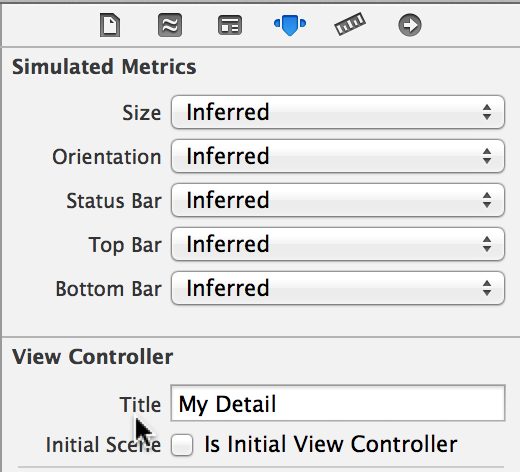 Simulated Metrics
Size Inferred
Orientation Inferred
Status Bar Inferred
Top Bar Inferred
Bottom Bar Inferred
View Controller
Title My Detail
Initial Scene Is Initial View Controller